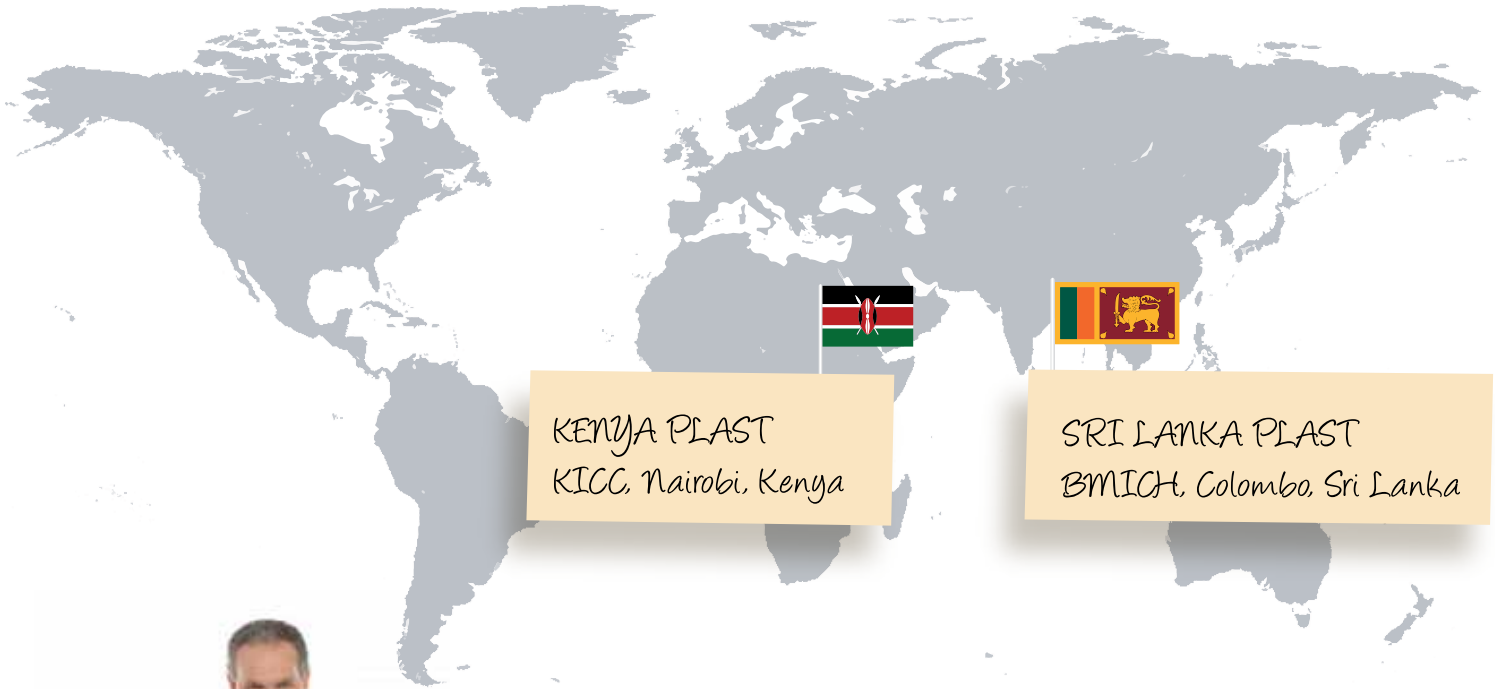 KENYA PLAST
KICC, Nairobi, Kenya
SRI LANKA PLAST
BMICH, Colombo, Sri Lanka